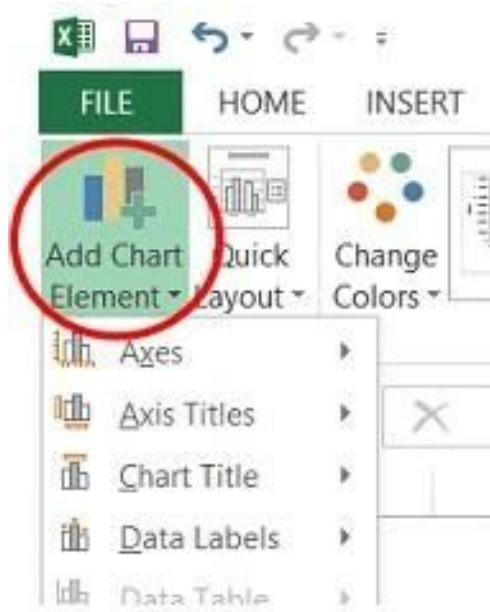 FILE HOME INSERT
Add Chart Element
Quick Layout
Change Colors
Axes
Axis Titles
Chart Title
Data Labels
Data Table